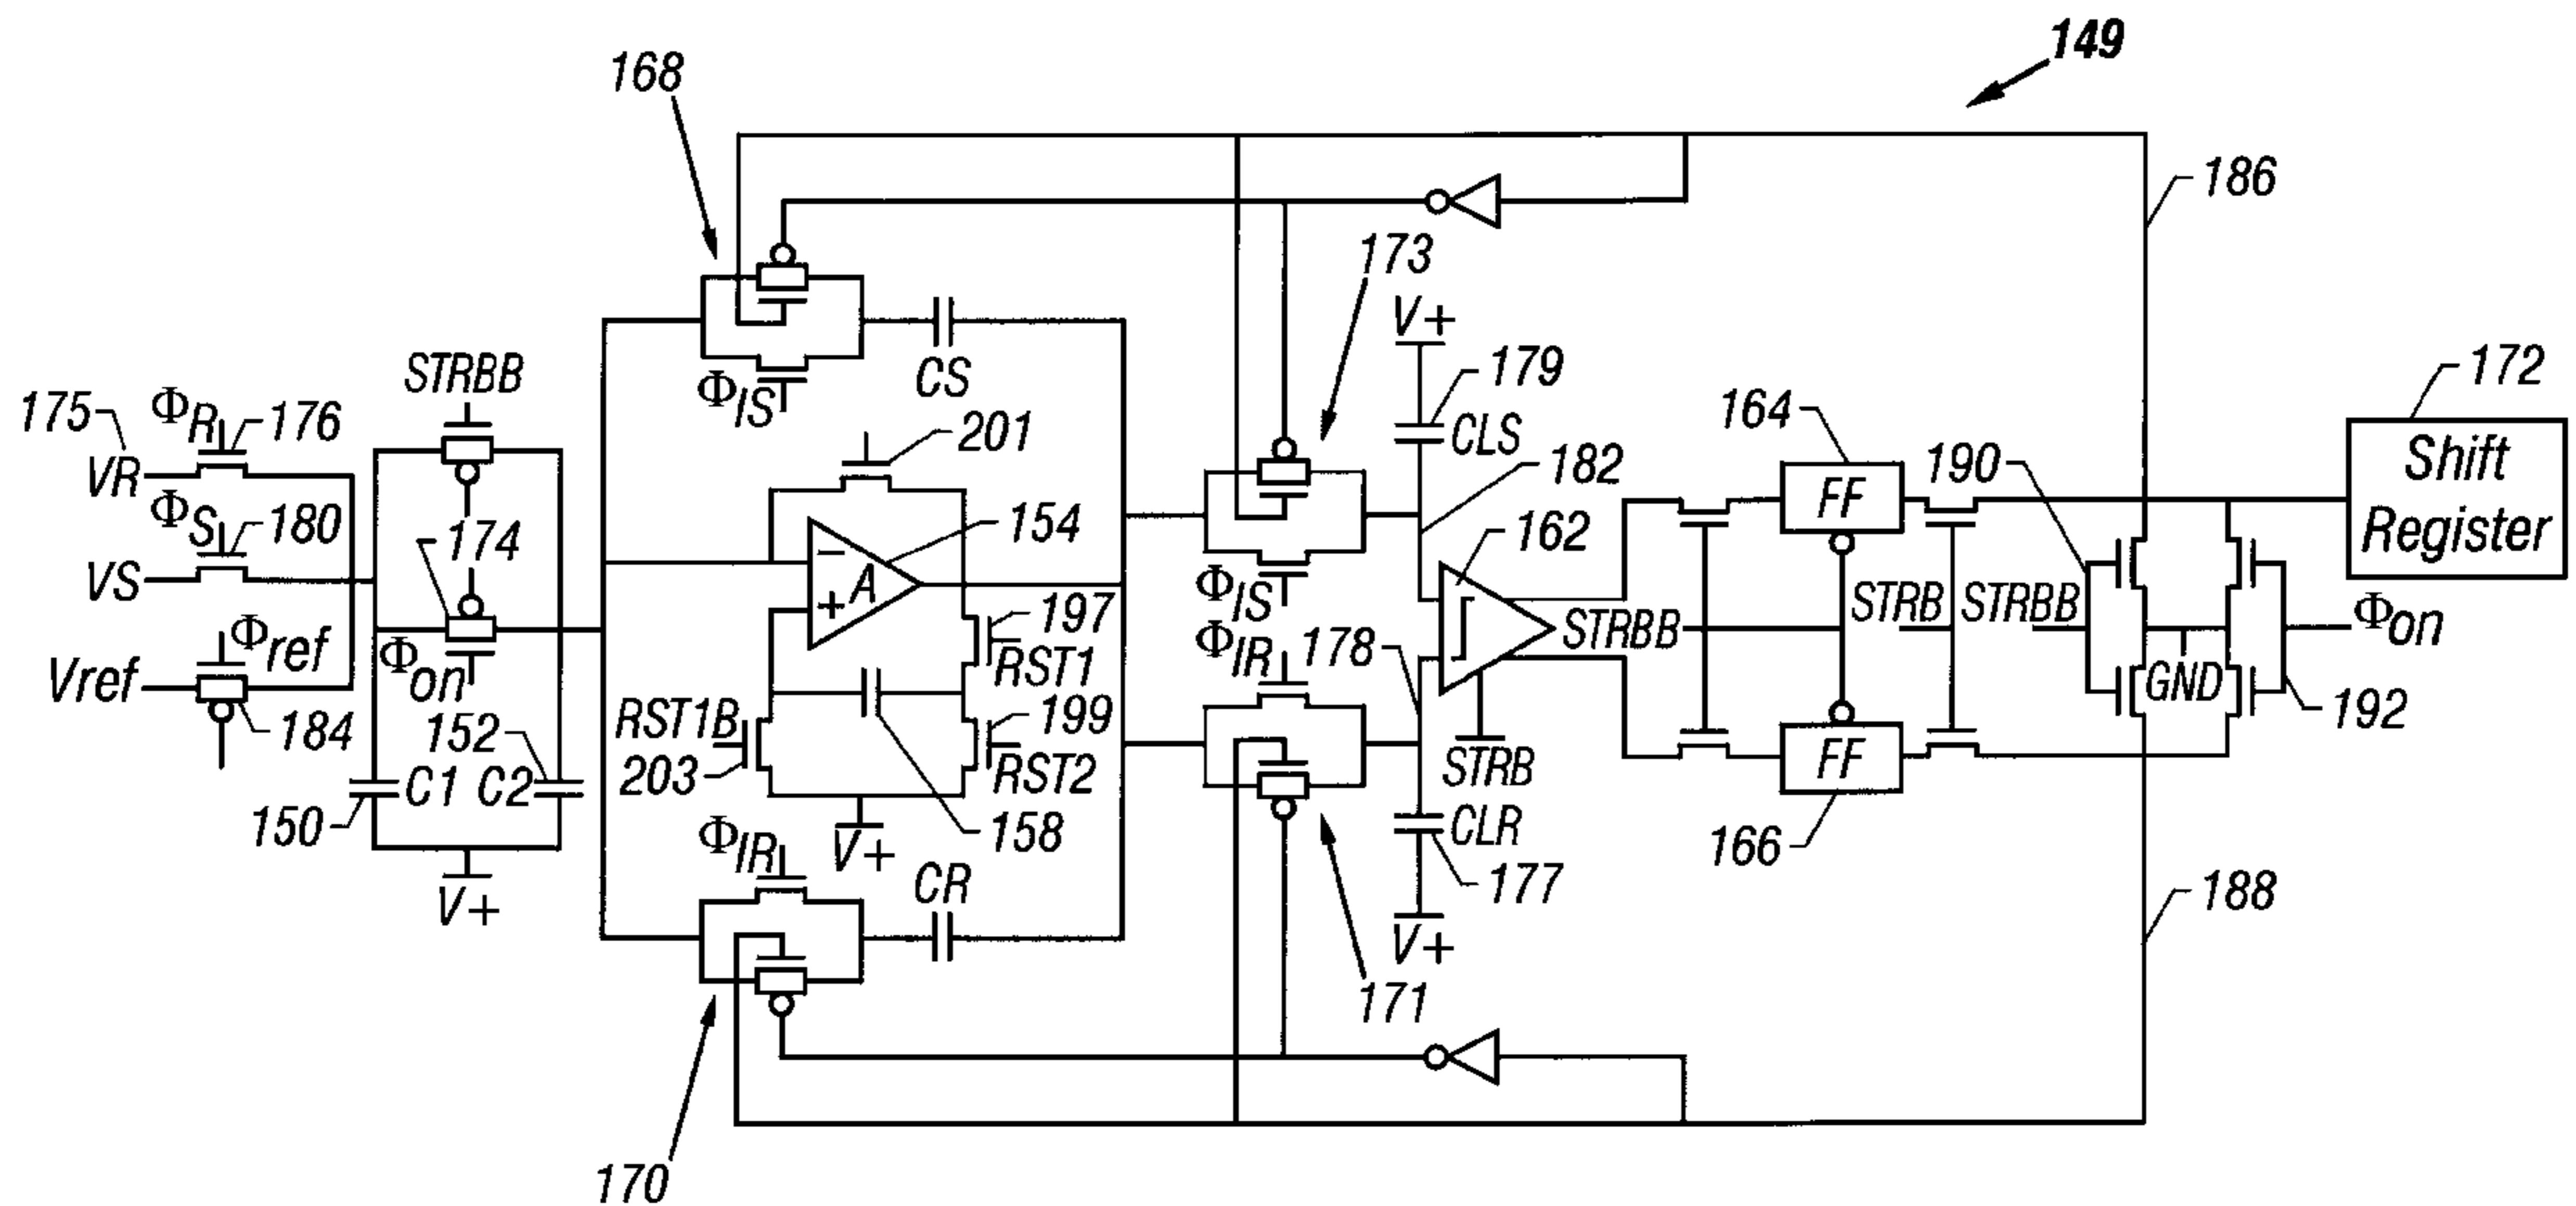 149
168
186
173
V+
179
CLS
172
Shift
Register
164
190
182
162
FF
STRBB
175
ΦR
176
VR
ΦS
180
VS
174
Φref
Vref
184
Φon
152
C1
C2
150
V+
CS
ΦIS
201
154
−
A
+
197
RST1
RST1B
203
199
RST2
158
V+
ΦIR
CR
170
ΦIS
ΦIR
178
STRBB
STRB
STRB
STRBB
GND
Φon
192
CLR
177
V+
171
FF
166
188